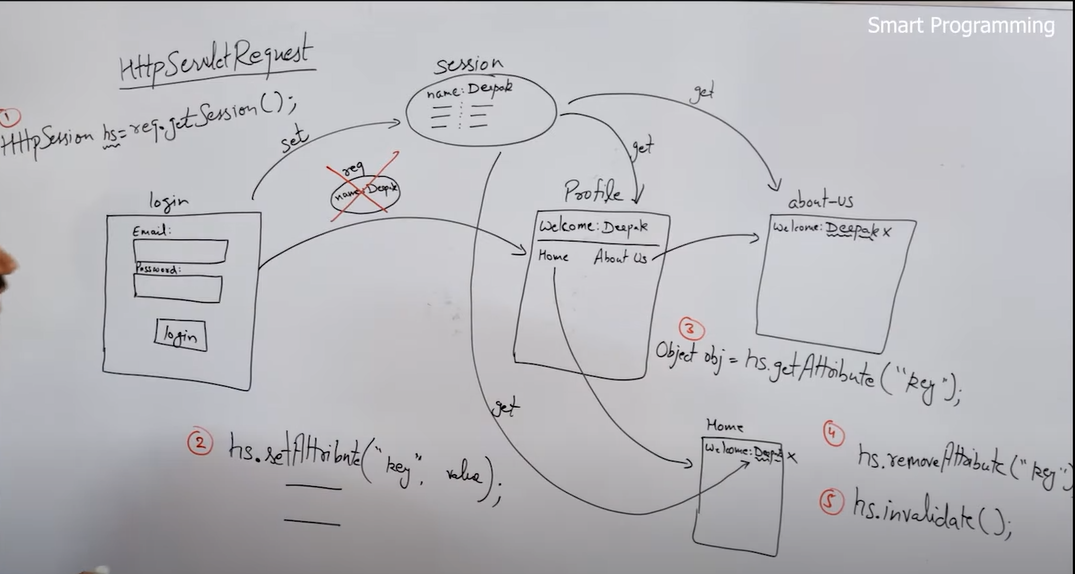 Smart Programming
HttpServletRequest
1
HttpSession hs=req.getSession();
set
session
name:Deepak
get
get
req
name:Deepak
login
Email:
Password:
login
Profile
Welcome:Deepak
Home About Us
about-us
Welcome:Deepak x
3
Object obj = hs.getAttribute("key");
get
2
hs.setAttribute("key", value);
Home
Welcome:Deepak x
4
hs.removeAttribute("key")
5
hs.invalidate();